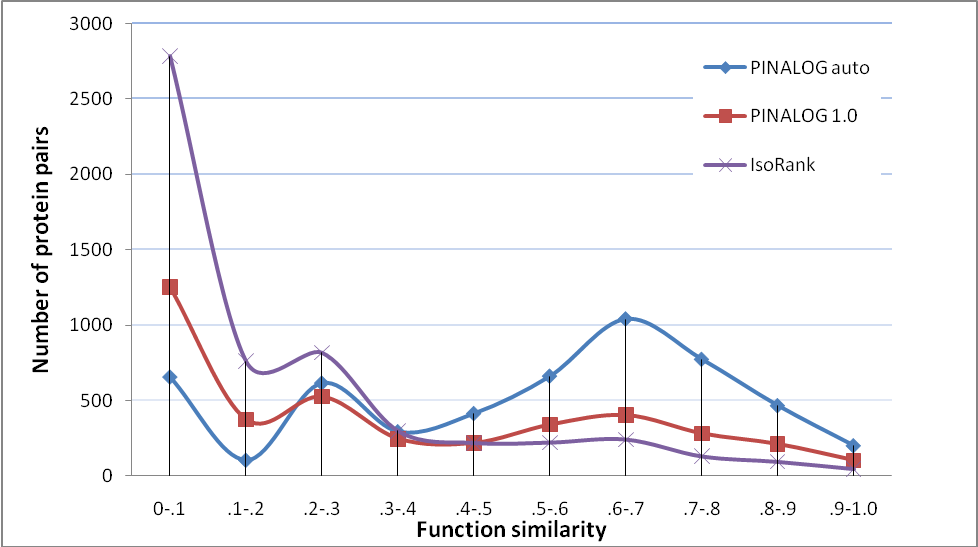 3000
2500
2000
1500
1000
500
0
Number of protein pairs
PINALOG auto
PINALOG 1.0
IsoRank
0-.1 .1-.2 .2-.3 .3-.4 .4-.5 .5-.6 .6-.7 .7-.8 .8-.9 .9-1.0
Function similarity